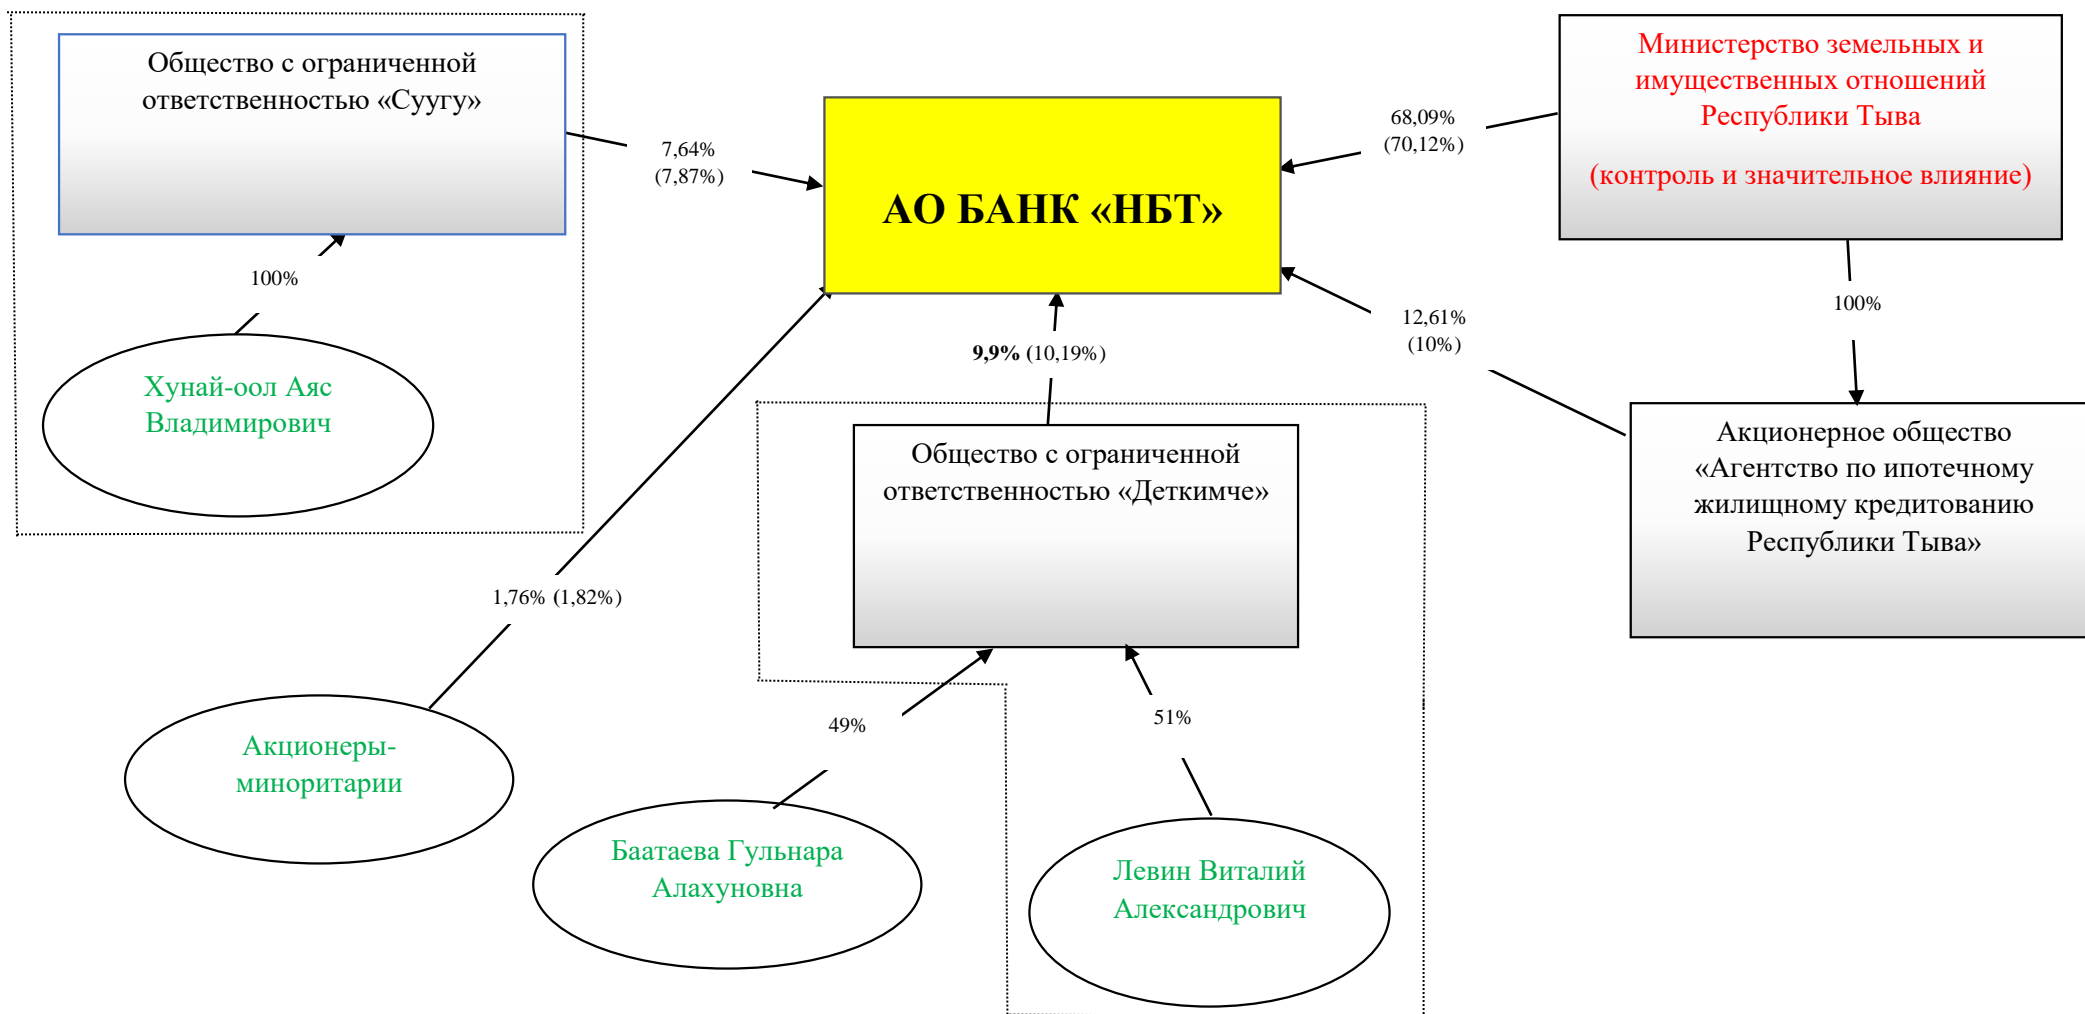 Общество с ограниченной
ответственностью «Суугу»
Министерство земельных и
имущественных отношений
Республики Тыва
(контроль и значительное влияние)
68,09%
(70,12%)
7,64%
(7,87%)
АО БАНК «НБТ»
100%
100%
12,61%
(10%)
9,9% (10,19%)
Хунай-оол Аяс
Владимирович
Общество с ограниченной
ответственностью «Деткимче»
Акционерное общество
«Агентство по ипотечному
жилищному кредитованию
Республики Тыва»
1,76% (1,82%)
49%
51%
Акционеры-
миноритарии
Баатаева Гульнара
Алахуновна
Левин Виталий
Александрович